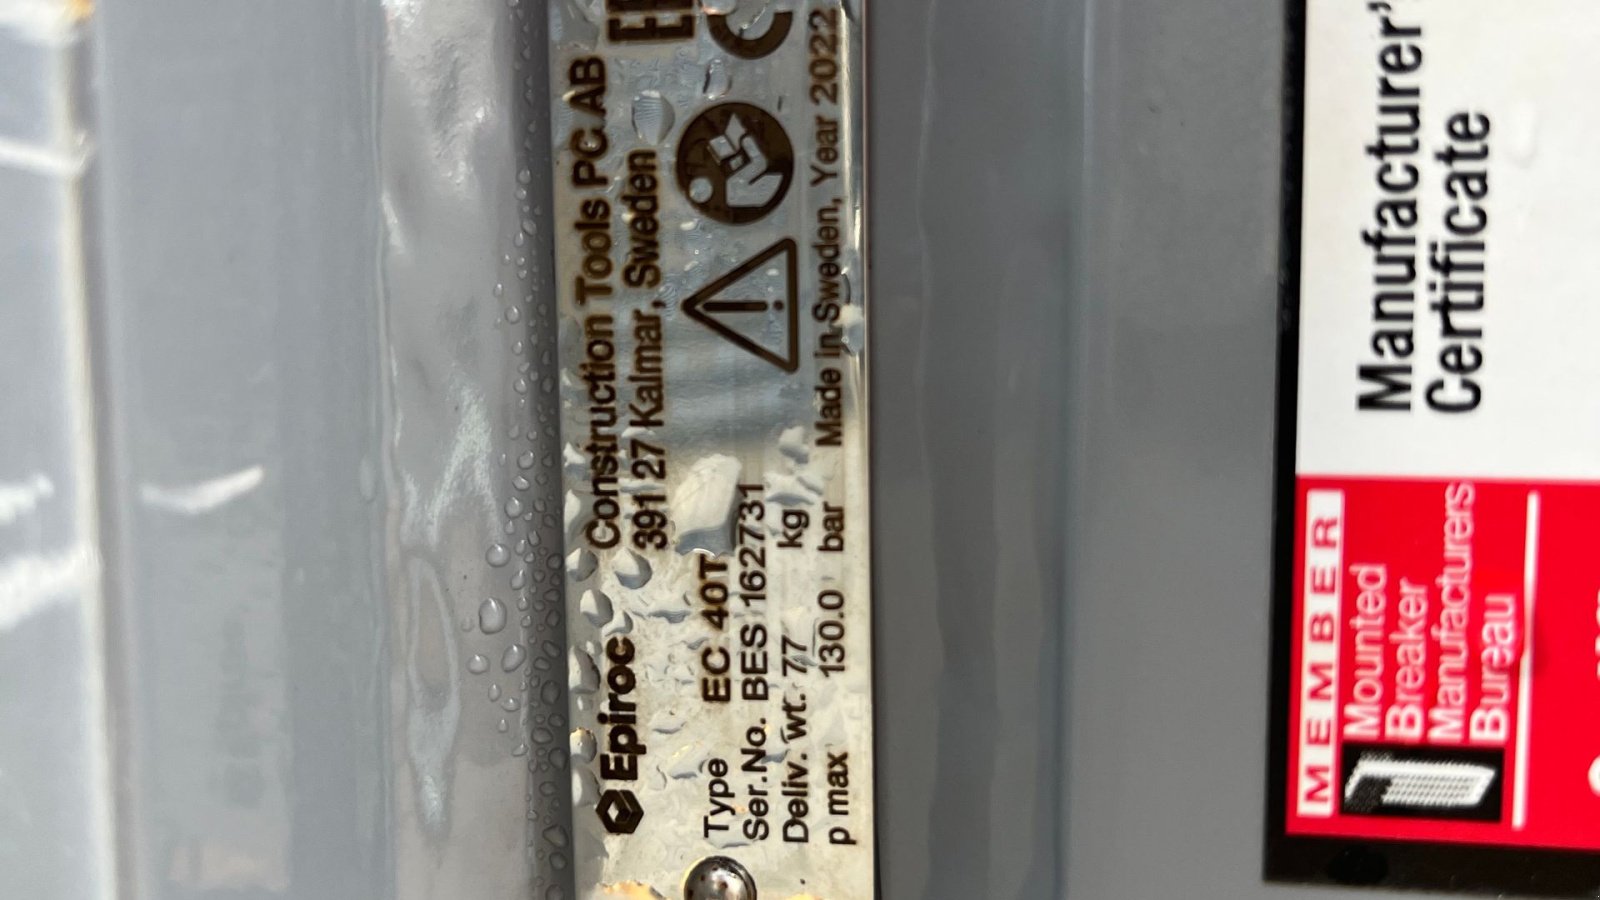 Epiroc
Construction Tools PC AB
391 27 Kalmar, Sweden
Type EC 40T
Ser.No. BES 1627731
Deliv. wt. 77 kg
p max 130.0 bar
Made in Sweden, Year 2022
MEMBER
Mounted
Breaker
Manufacturers
Bureau
Manufacturer's
Certificate